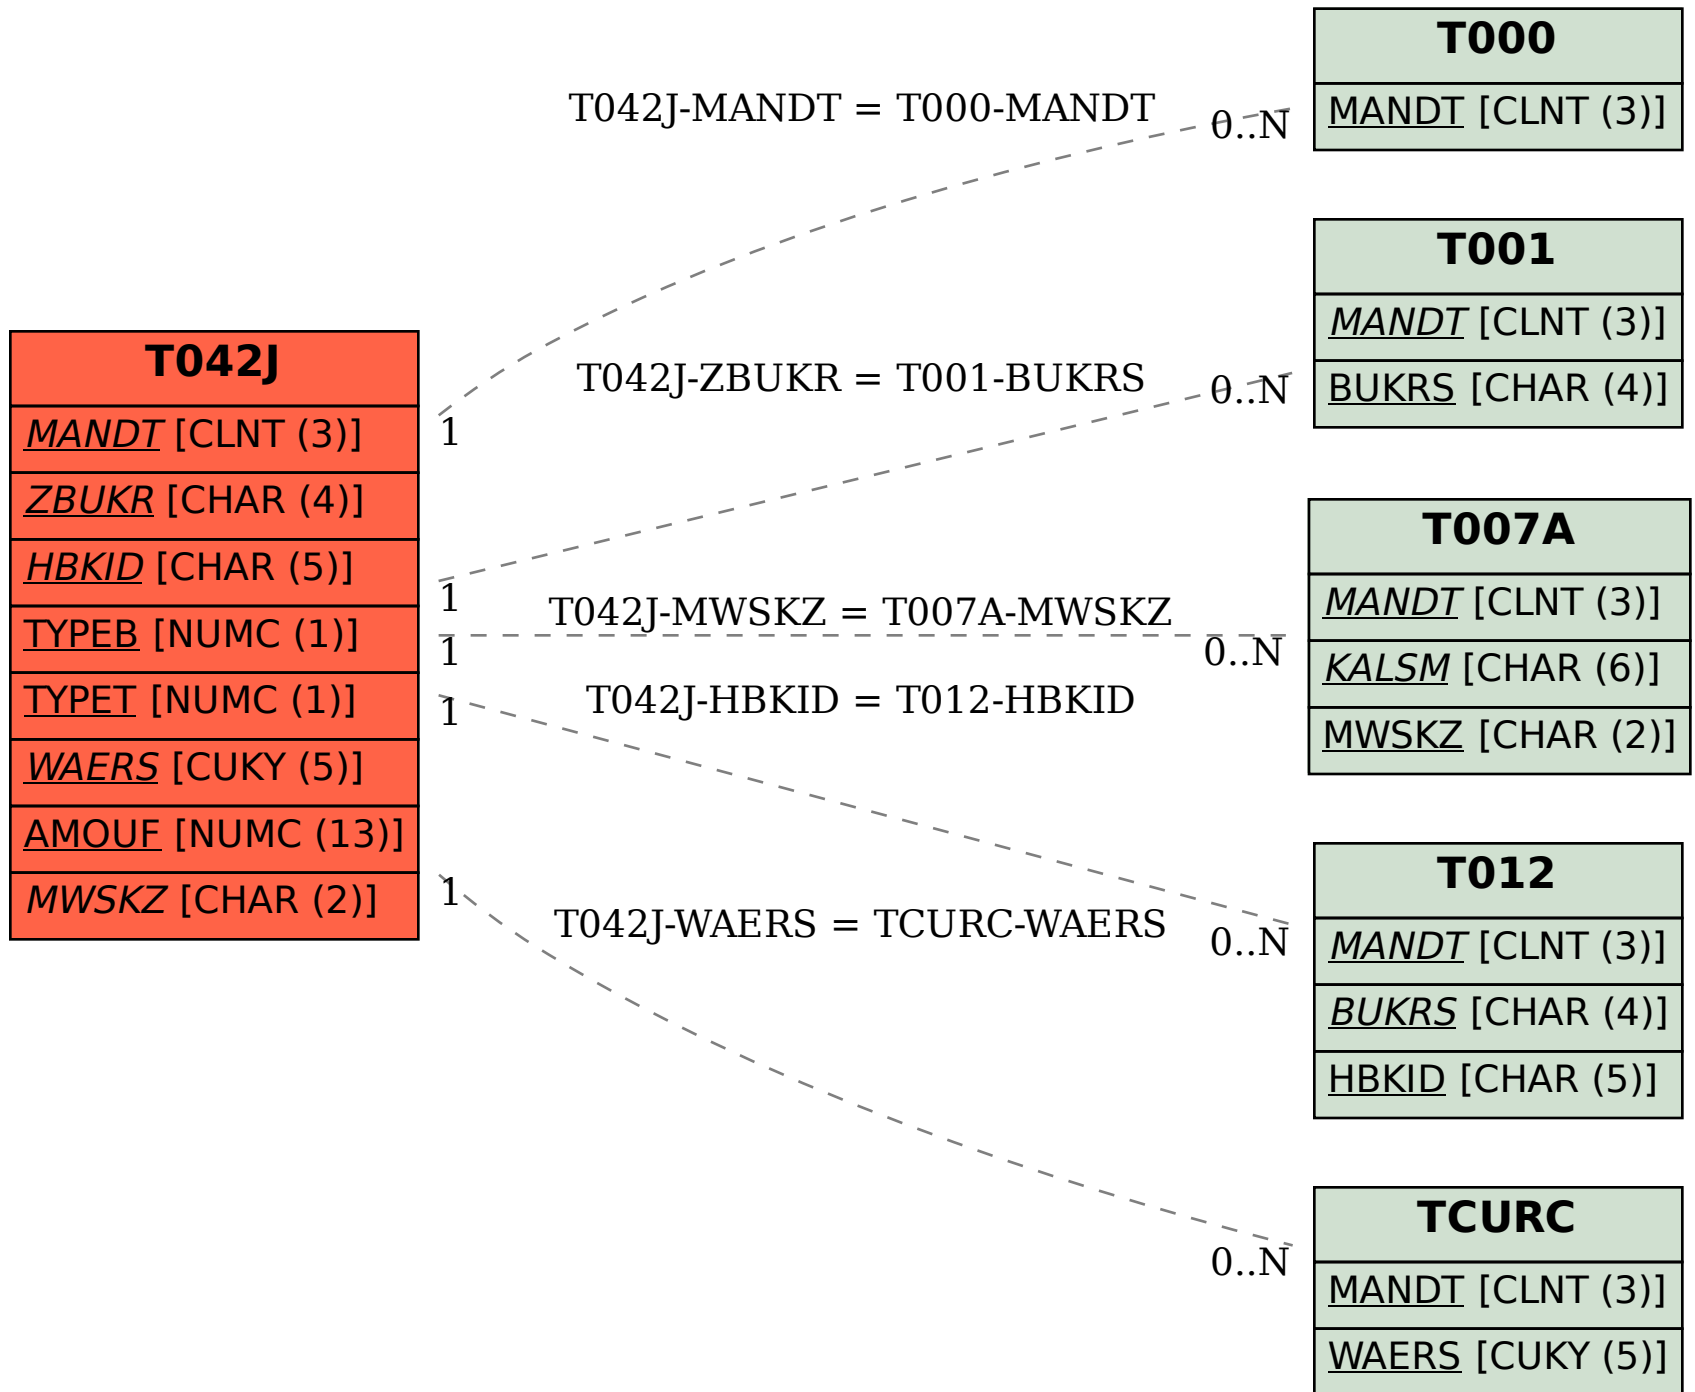 T042J
MANDT [CLNT (3)]
ZBUKR [CHAR (4)]
HBKID [CHAR (5)]
TYPEB [NUMC (1)]
TYPET [NUMC (1)]
WAERS [CUKY (5)]
AMOUF [NUMC (13)]
MWSKZ [CHAR (2)]
T042J-MANDT = T000-MANDT
0..N
1
T042J-ZBUKR = T001-BUKRS
0..N
1
T042J-MWSKZ = T007A-MWSKZ
0..N
1
T042J-HBKID = T012-HBKID
0..N
1
T042J-WAERS = TCURC-WAERS
0..N
1
T000
MANDT [CLNT (3)]
T001
MANDT [CLNT (3)]
BUKRS [CHAR (4)]
T007A
MANDT [CLNT (3)]
KALSM [CHAR (6)]
MWSKZ [CHAR (2)]
T012
MANDT [CLNT (3)]
BUKRS [CHAR (4)]
HBKID [CHAR (5)]
TCURC
MANDT [CLNT (3)]
WAERS [CUKY (5)]